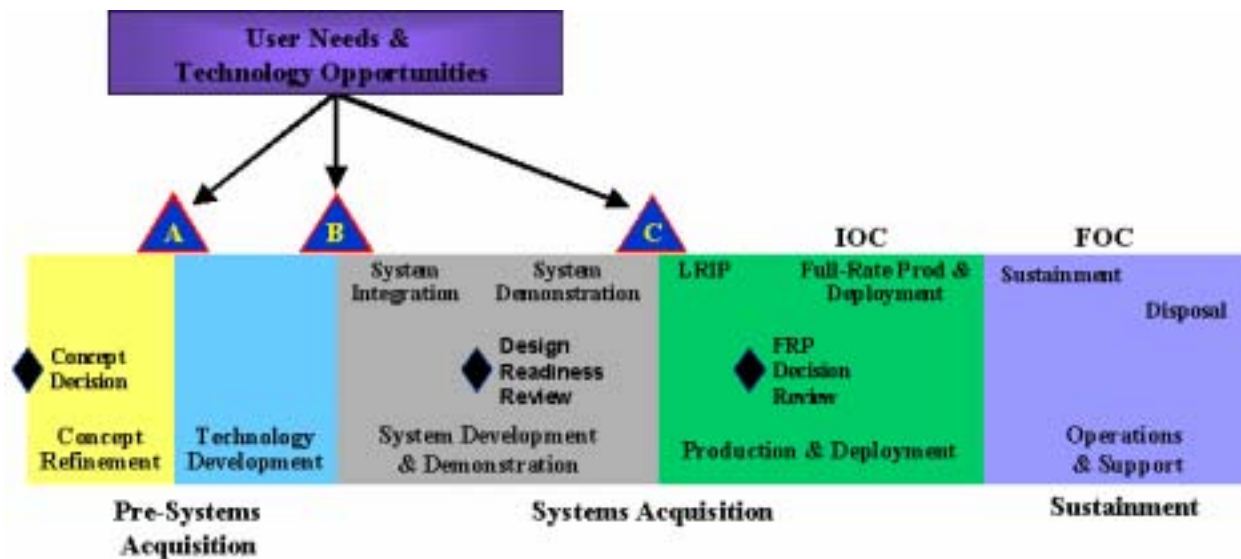 User Needs &
Technology Opportunities
A
B
C
IOC
FOC
System
Integration
System
Demonstration
LRIP
Full-Rate Prod &
Deployment
Sustainment
Disposal
Concept
Decision
Design
Readiness
Review
FRP
Decision
Review
Concept
Refinement
Technology
Development
System Development
& Demonstration
Production & Deployment
Operations
& Support
Pre-Systems
Acquisition
Systems Acquisition
Sustainment